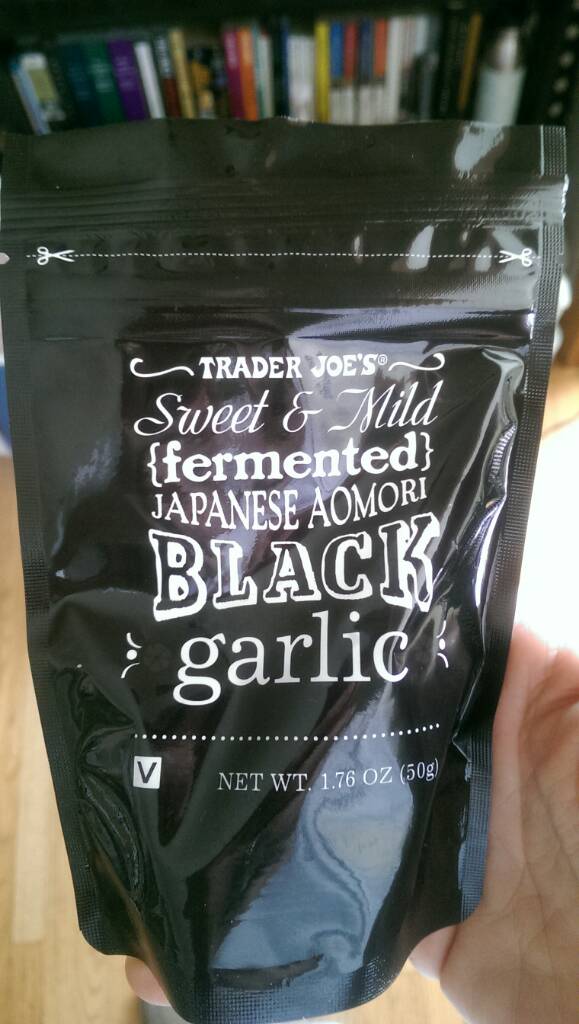 TRADER JOE'S®
Sweet & Mild
{fermented}
JAPANESE AOMORI
BLACK
garlic
V
NET WT. 1.76 OZ (50g)